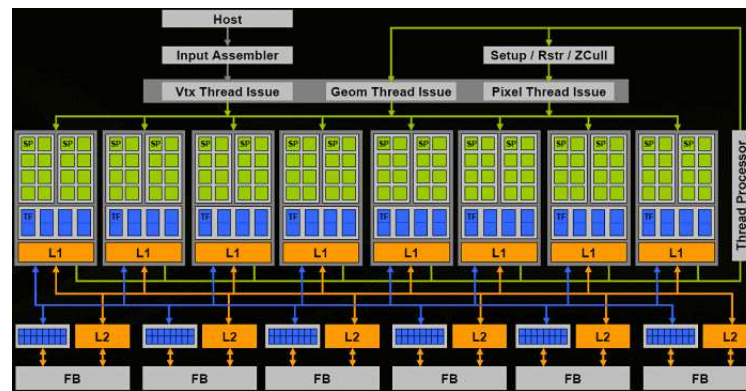 Host
Input Assembler
Setup / Rstr / ZCull
Vtx Thread Issue
Geom Thread Issue
Pixel Thread Issue
SP SP SP SP SP SP SP SP SP SP SP SP SP SP SP SP
Thread Processor
TF TF TF TF TF TF TF TF
L1 L1 L1 L1 L1 L1 L1 L1
L2 L2 L2 L2 L2 L2
FB FB FB FB FB FB